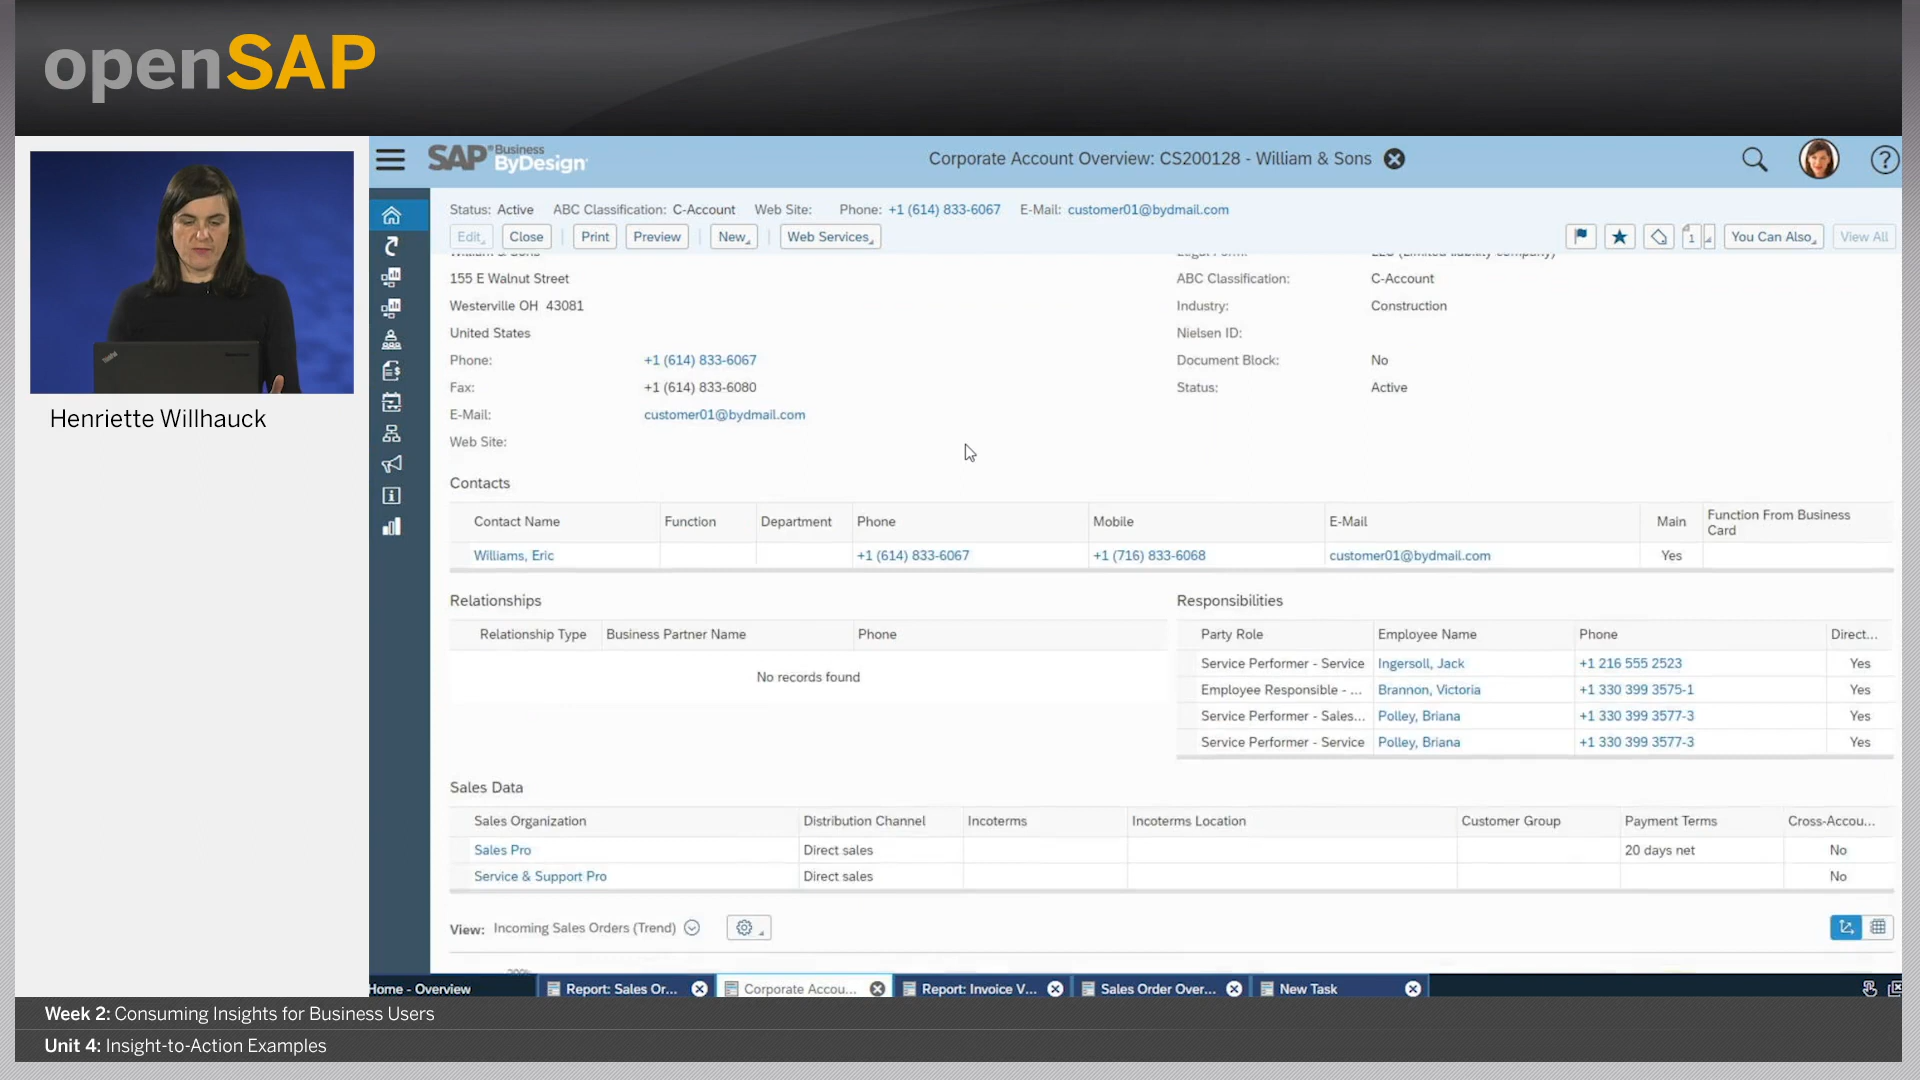 openSAP
SAP Business ByDesign
Corporate Account Overview: CS200128 - William & Sons
Status: Active ABC Classification: C-Account Web Site: Phone: +1 (614) 833-6067 E-Mail: customer01@bydmail.com
Edit Close Print Preview New Web Services 1 You Can Also View All
William & Sons Legal Form: LLC (Limited liability company)
155 E Walnut Street ABC Classification: C-Account
Westerville OH 43081 Industry: Construction
United States Nielsen ID:
Phone: +1 (614) 833-6067 Document Block: No
Fax: +1 (614) 833-6080 Status: Active
E-Mail: customer01@bydmail.com
Web Site:
Henriette Willhauck
Contacts
Contact Name Function Department Phone Mobile E-Mail Main Function From Business Card
Williams, Eric +1 (614) 833-6067 +1 (716) 833-6068 customer01@bydmail.com Yes
Relationships
Relationship Type Business Partner Name Phone
No records found
Responsibilities
Party Role Employee Name Phone Direct...
Service Performer - Service Ingersoll, Jack +1 216 555 2523 Yes
Employee Responsible - ... Brannon, Victoria +1 330 399 3575-1 Yes
Service Performer - Sales... Polley, Briana +1 330 399 3577-3 Yes
Service Performer - Service Polley, Briana +1 330 399 3577-3 Yes
Sales Data
Sales Organization Distribution Channel Incoterms Incoterms Location Customer Group Payment Terms Cross-Accou...
Sales Pro Direct sales 20 days net No
Service & Support Pro Direct sales No
View: Incoming Sales Orders (Trend)
Home - Overview Report: Sales Or... Corporate Accou... Report: Invoice V... Sales Order Over... New Task
Week 2: Consuming Insights for Business Users
Unit 4: Insight-to-Action Examples